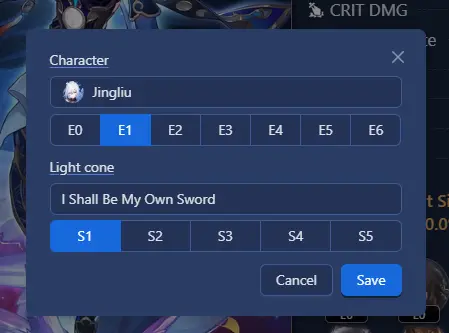 CRIT DMG
Character
Jingliu
E0 E1 E2 E3 E4 E5 E6
Light cone
I Shall Be My Own Sword
S1 S2 S3 S4 S5
Cancel Save